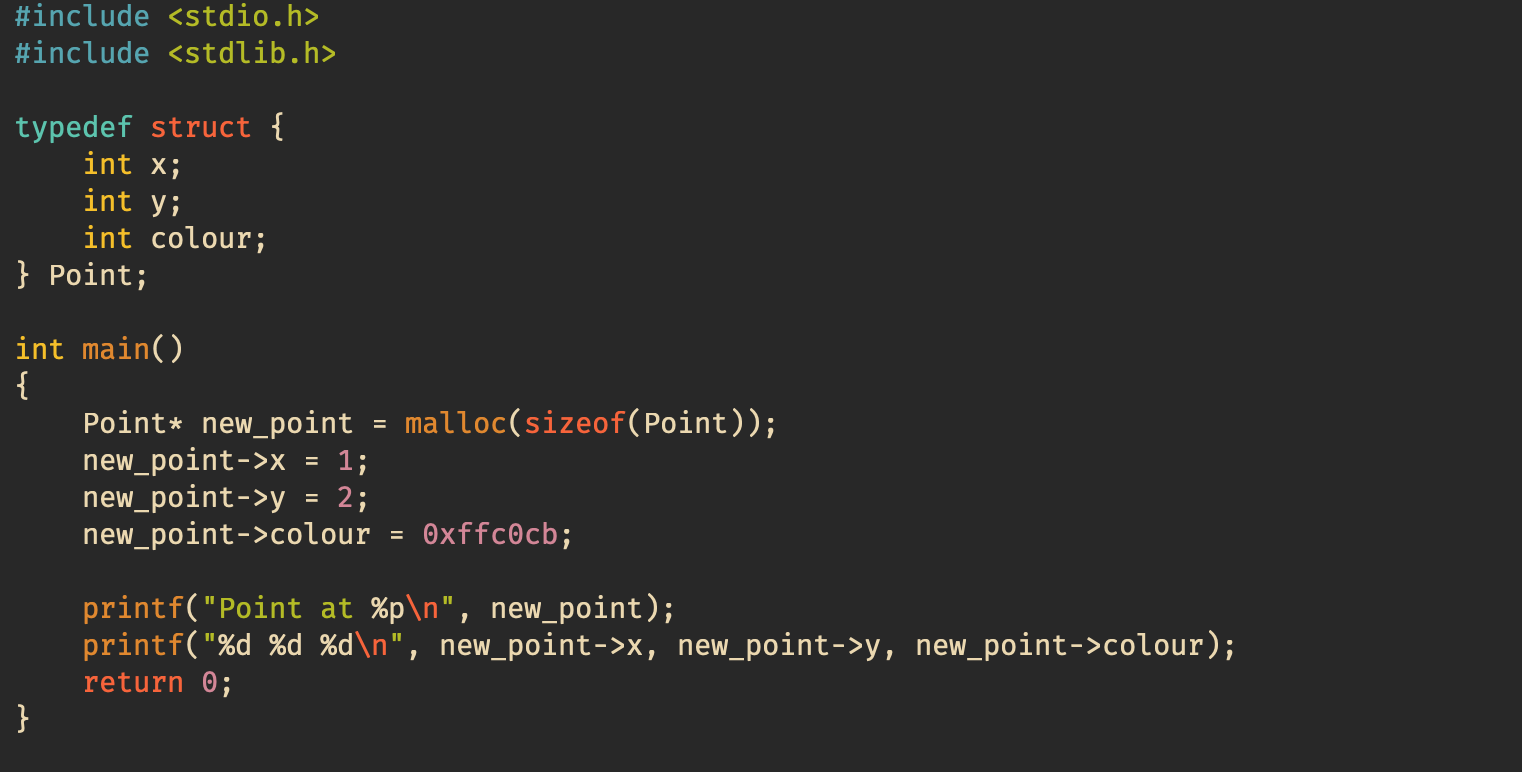 #include <stdio.h>
#include <stdlib.h>

typedef struct {
    int x;
    int y;
    int colour;
} Point;

int main()
{
    Point* new_point = malloc(sizeof(Point));
    new_point->x = 1;
    new_point->y = 2;
    new_point->colour = 0xffc0cb;

    printf("Point at %p\n", new_point);
    printf("%d %d %d\n", new_point->x, new_point->y, new_point->colour);
    return 0;
}